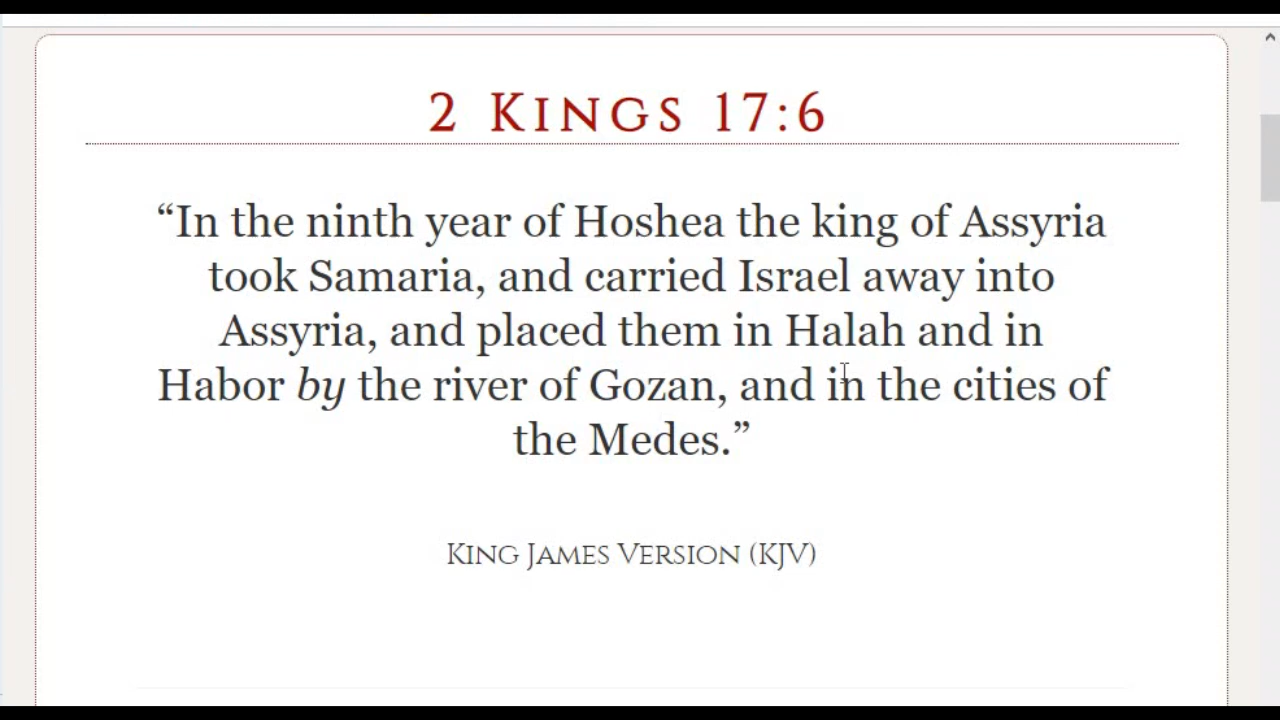 2 Kings 17:6
“In the ninth year of Hoshea the king of Assyria
took Samaria, and carried Israel away into
Assyria, and placed them in Halah and in
Habor by the river of Gozan, and in the cities of
the Medes.”
King James Version (KJV)